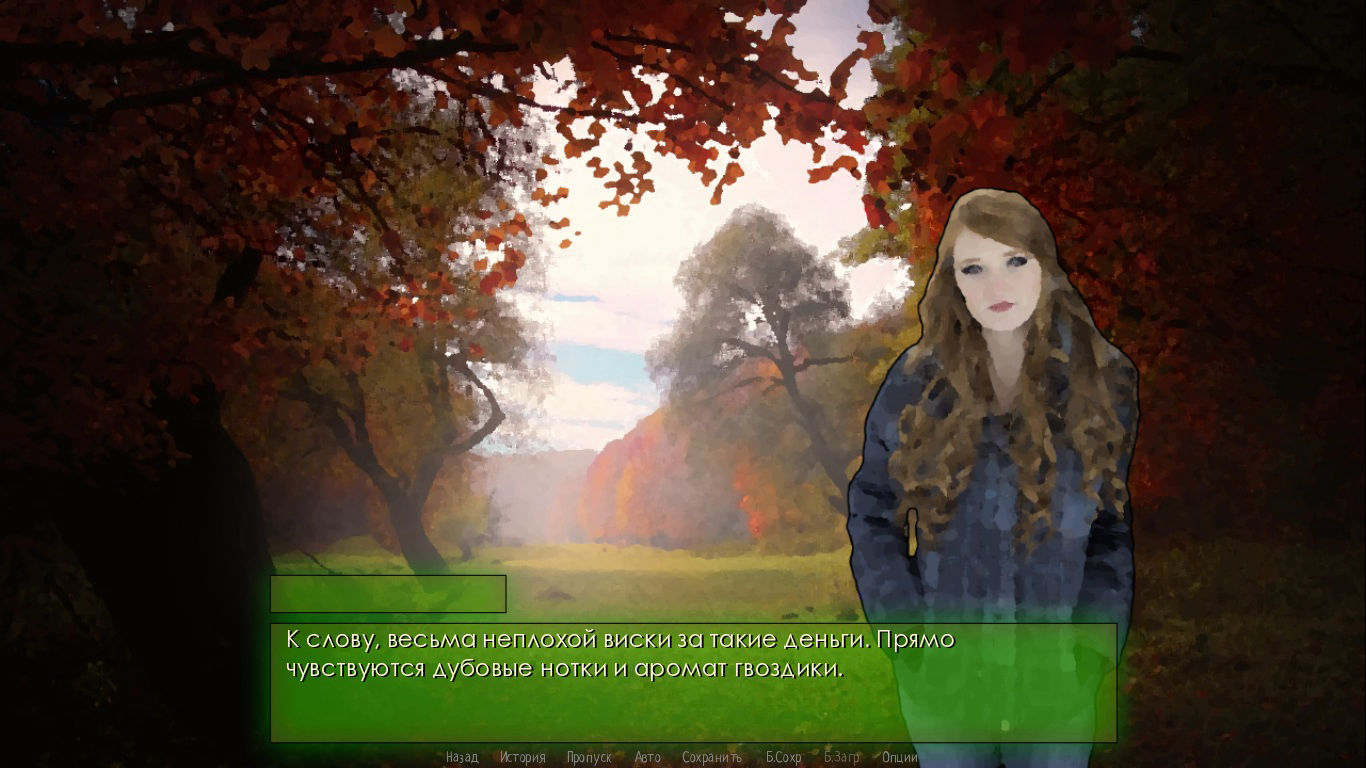 К слову, весьма неплохой виски за такие деньги. Прямо
чувствуются дубовые нотки и аромат гвоздики.
Назад История Пропуск Авто Сохранить Б.Сохр Б.Загр Опции